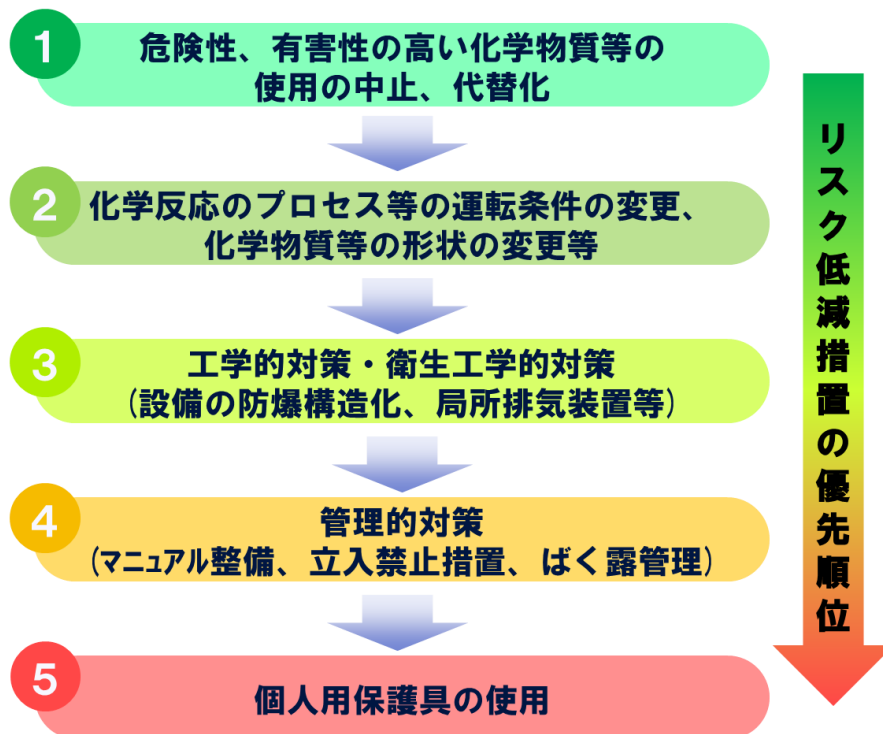 1
危険性、有害性の高い化学物質等の
使用の中止、代替化
2
化学反応のプロセス等の運転条件の変更、
化学物質等の形状の変更等
3
工学的対策・衛生工学的対策
(設備の防爆構造化、局所排気装置等)
4
管理的対策
(マニュアル整備、立入禁止措置、ばく露管理)
5
個人用保護具の使用
リスク低減措置の優先順位